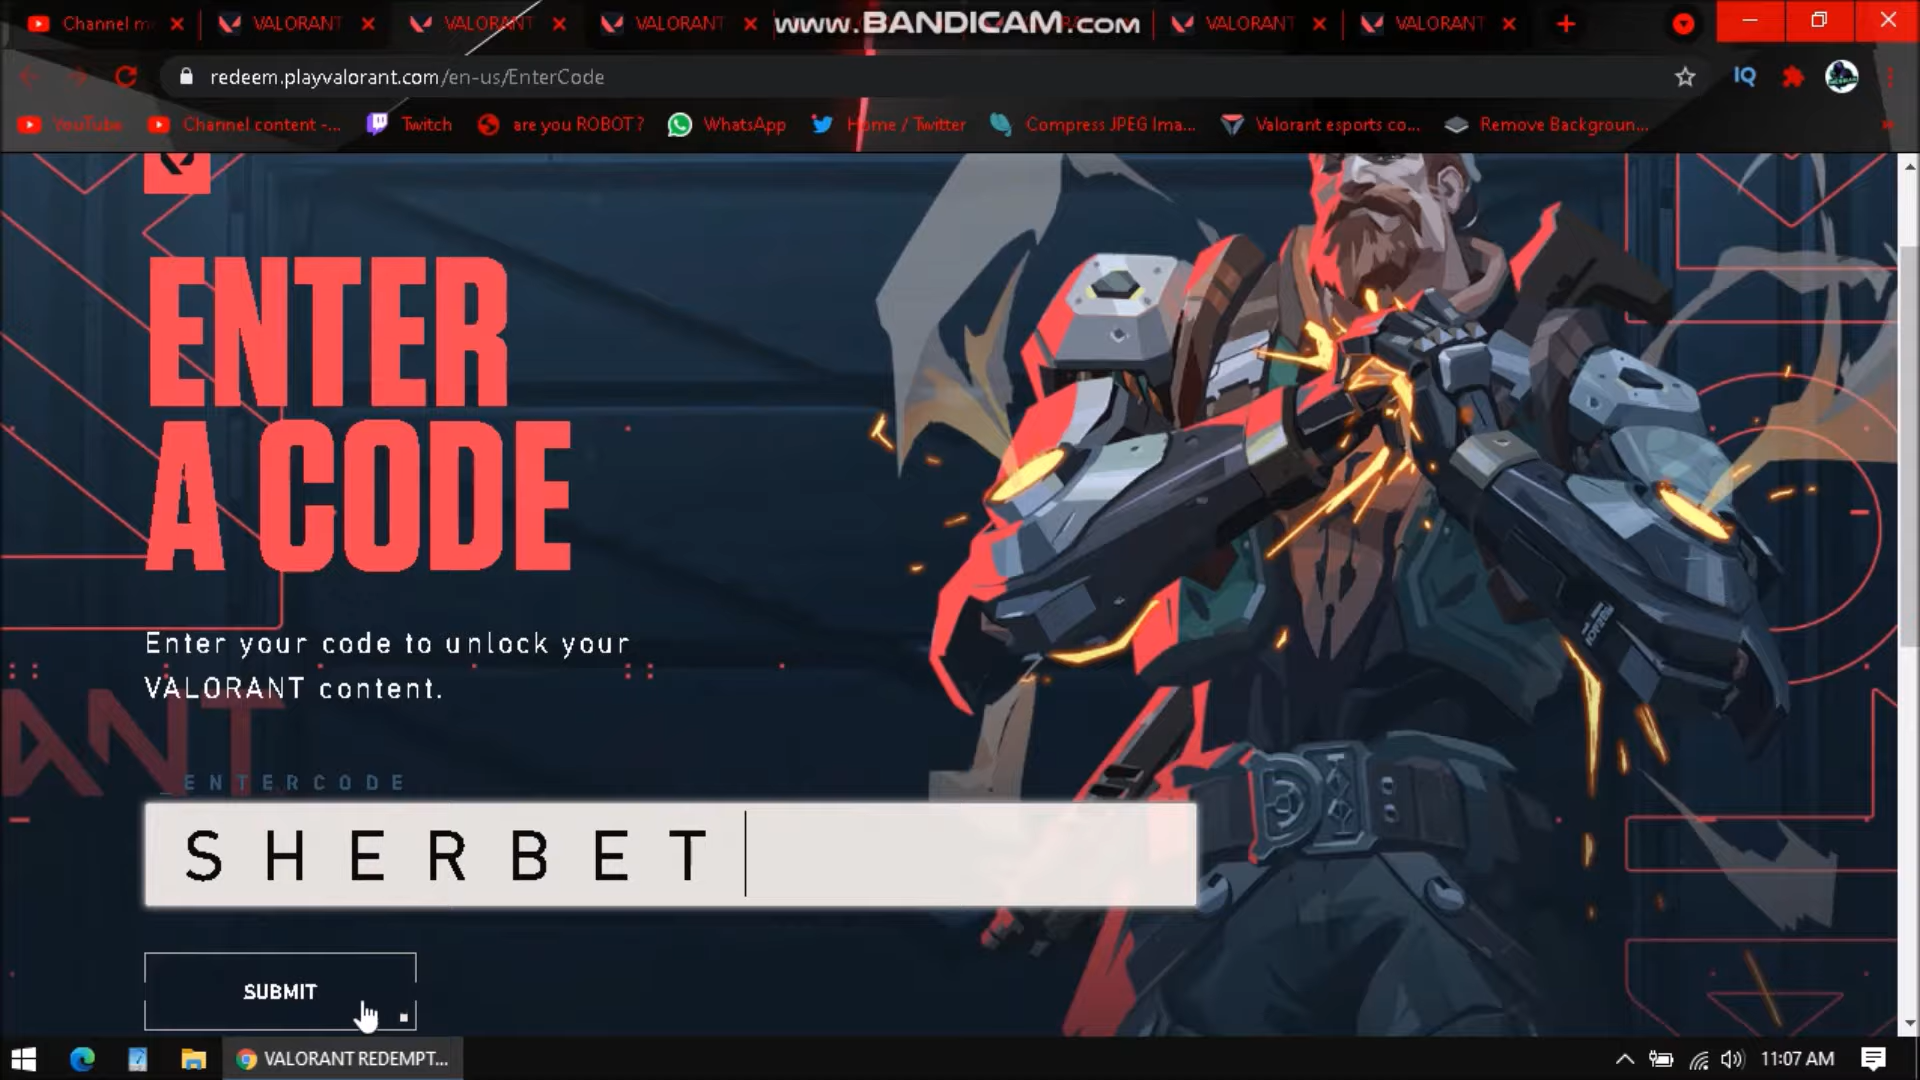 Channel m
VALORANT
VALORANT
VALORANT
www.BANDICAM.com
VALORANT
VALORANT
redeem.playvalorant.com/en-us/EnterCode
IQ
YouTube
Channel content -...
Twitch
are you ROBOT?
WhatsApp
Home / Twitter
Compress JPEG Ima...
Valorant esports co...
Remove Backgroun...
ENTER
A CODE
Enter your code to unlock your
VALORANT content.
ANT
_ENTERCODE
SHERBET
SUBMIT
VALORANT REDEMPT...
11:07 AM